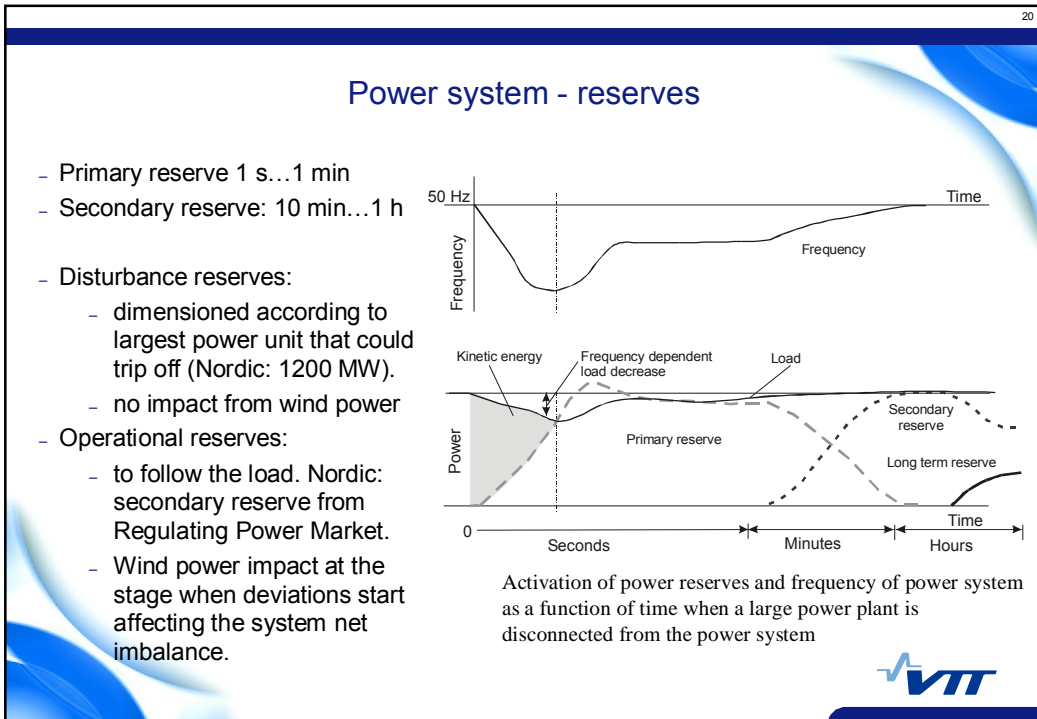 20
Power system - reserves
– Primary reserve 1 s…1 min
– Secondary reserve: 10 min…1 h
– Disturbance reserves:
– dimensioned according to
largest power unit that could
trip off (Nordic: 1200 MW).
– no impact from wind power
– Operational reserves:
– to follow the load. Nordic:
secondary reserve from
Regulating Power Market.
– Wind power impact at the
stage when deviations start
affecting the system net
imbalance.
50 Hz
Time
Frequency
Frequency
Kinetic energy
Frequency dependent
load decrease
Load
Power
Primary reserve
Secondary
reserve
Long term reserve
Time
0
Seconds
Minutes
Hours
Activation of power reserves and frequency of power system
as a function of time when a large power plant is
disconnected from the power system
VTT